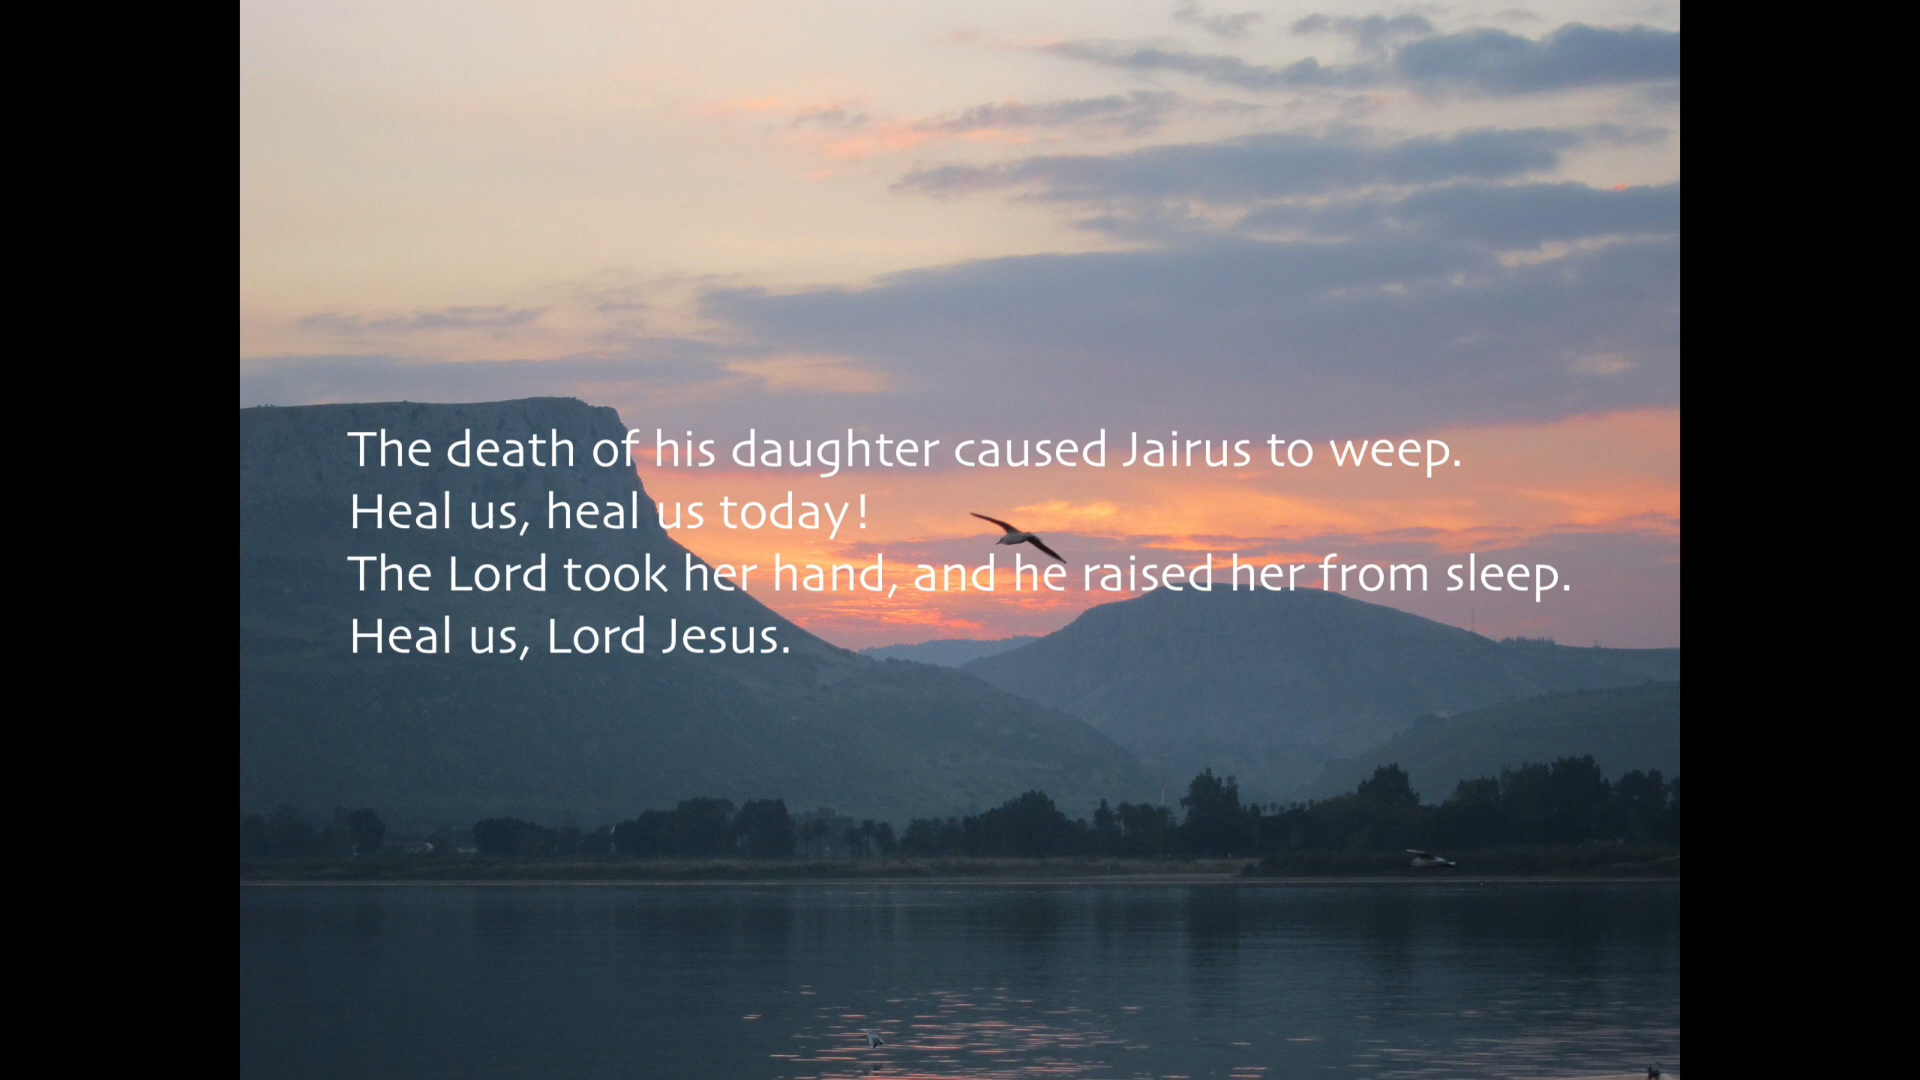 The death of his daughter caused Jairus to weep.
Heal us, heal us today!
The Lord took her hand, and he raised her from sleep.
Heal us, Lord Jesus.